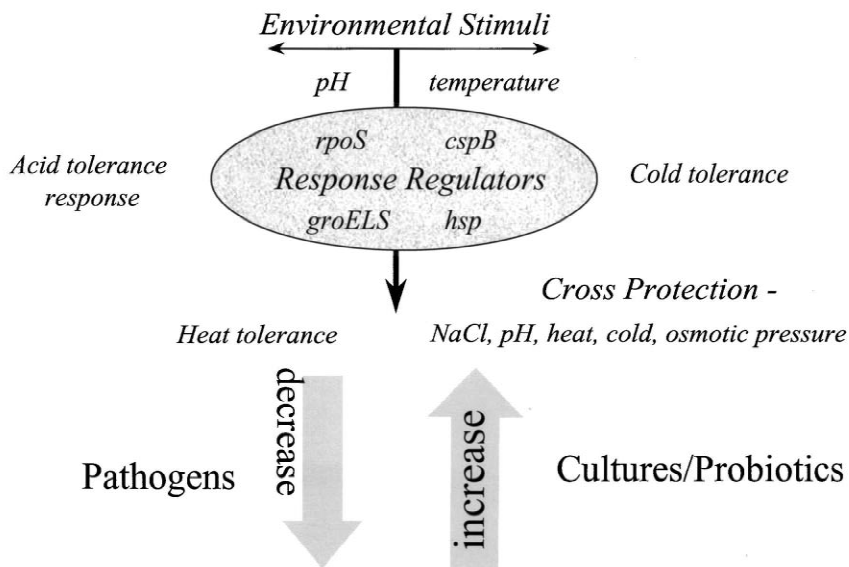 Environmental Stimuli
pH temperature
rpoS cspB
Acid tolerance
response
Response Regulators
Cold tolerance
groELS hsp
Cross Protection -
Heat tolerance
NaCl, pH, heat, cold, osmotic pressure
decrease
increase
Pathogens
Cultures/Probiotics